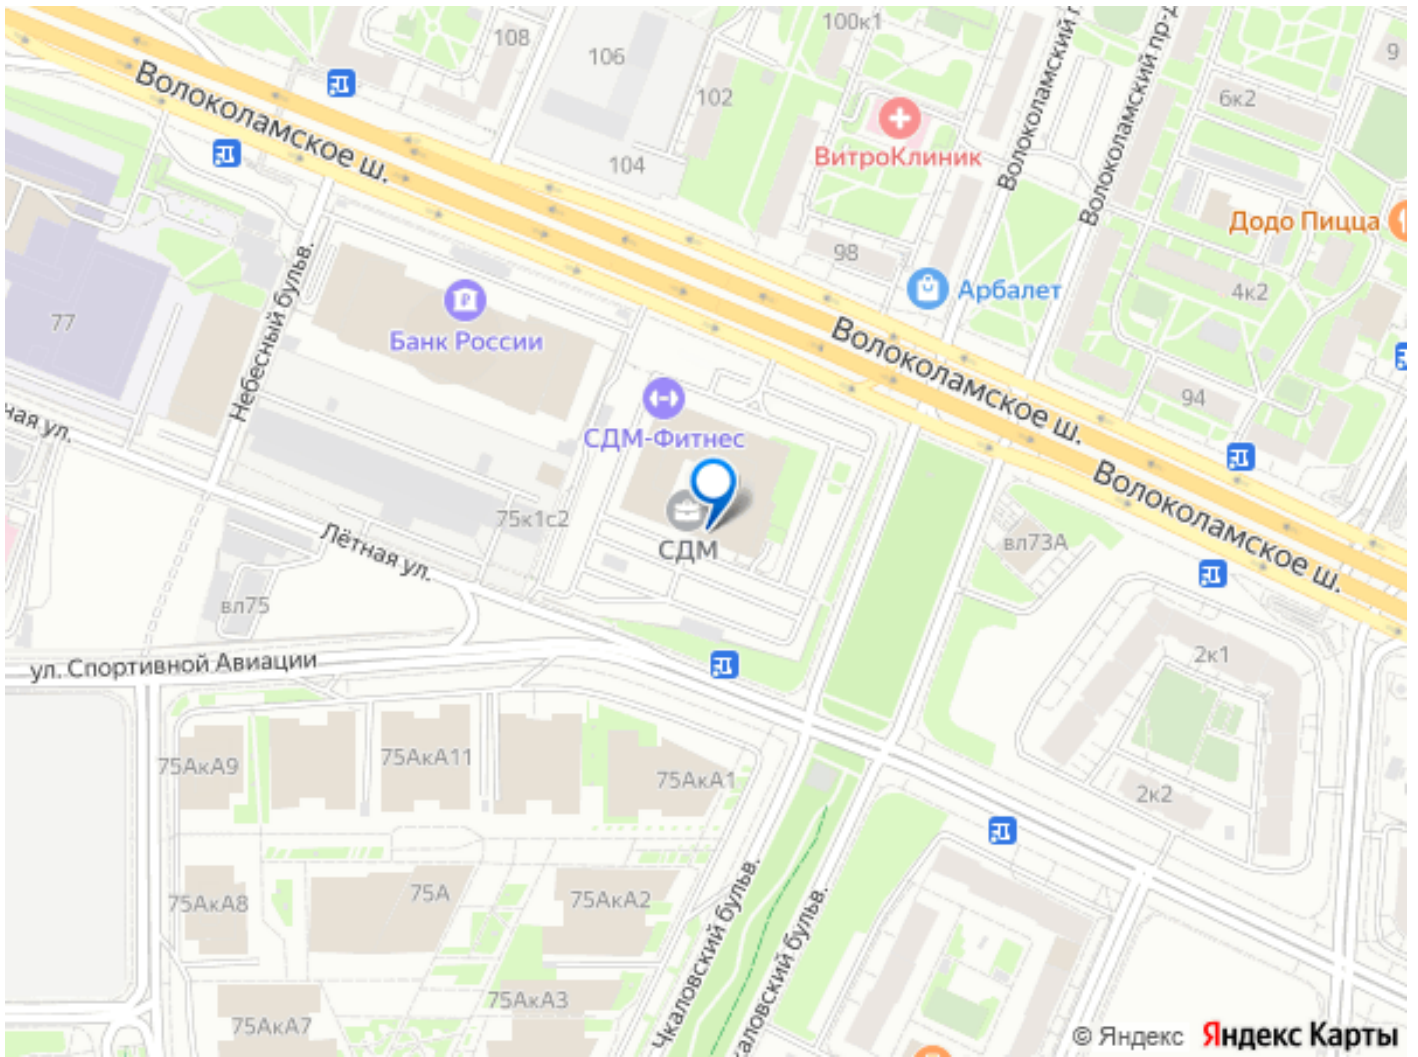 108
106
100к1
102
104
Волоколамское ш.
ВитроКлиник
Волоколамский
Волоколамский пр-д
9
6к2
Додо Пицца
98
Арбалет
4к2
77
Небесный бульв.
Банк России
Волоколамское ш.
94
СДМ-Фитнес
75к1с2
СДМ
Лётная ул.
ная ул.
вл73А
Волоколамское ш.
вл75
ул. Спортивной Авиации
2к1
75АкА9
75АкА11
75АкА1
2к2
75АкА8
75А
75АкА2
Чкаловский бульв.
каловский бульв.
75АкА3
75АкА7
© Яндекс Яндекс Карты